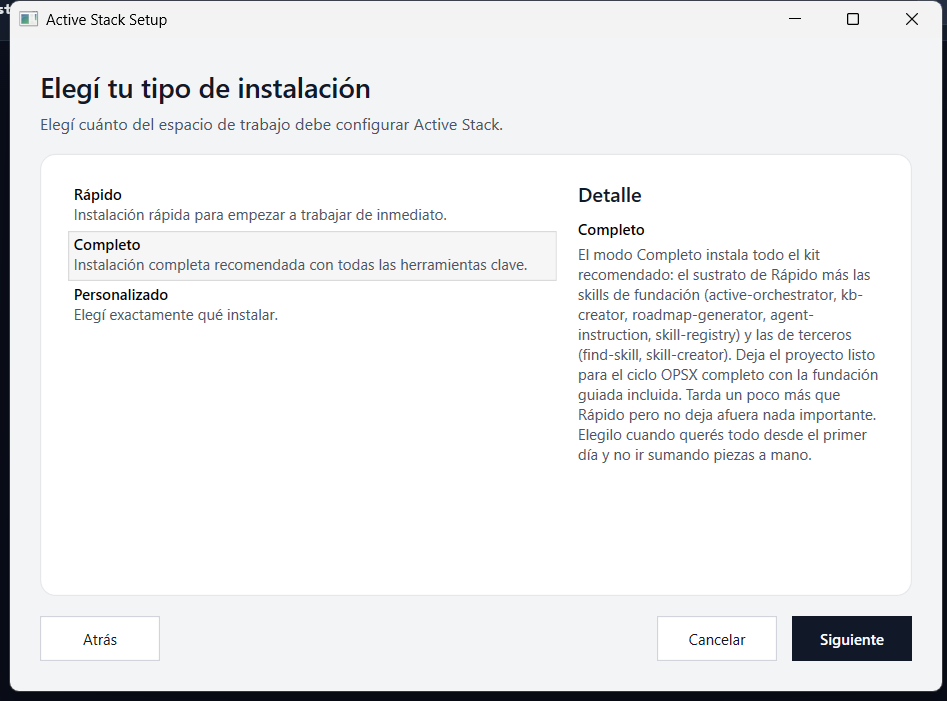 Active Stack Setup
Elegí tu tipo de instalación
Elegí cuánto del espacio de trabajo debe configurar Active Stack.
Rápido
Instalación rápida para empezar a trabajar de inmediato.
Completo
Instalación completa recomendada con todas las herramientas clave.
Personalizado
Elegí exactamente qué instalar.
Detalle
Completo
El modo Completo instala todo el kit
recomendado: el sustrato de Rápido más las
skills de fundación (active-orchestrator, kb-
creator, roadmap-generator, agent-
instruction, skill-registry) y las de terceros
(find-skill, skill-creator). Deja el proyecto listo
para el ciclo OPSX completo con la fundación
guiada incluida. Tarda un poco más que
Rápido pero no deja afuera nada importante.
Elegilo cuando querés todo desde el primer
día y no ir sumando piezas a mano.
Atrás
Cancelar
Siguiente